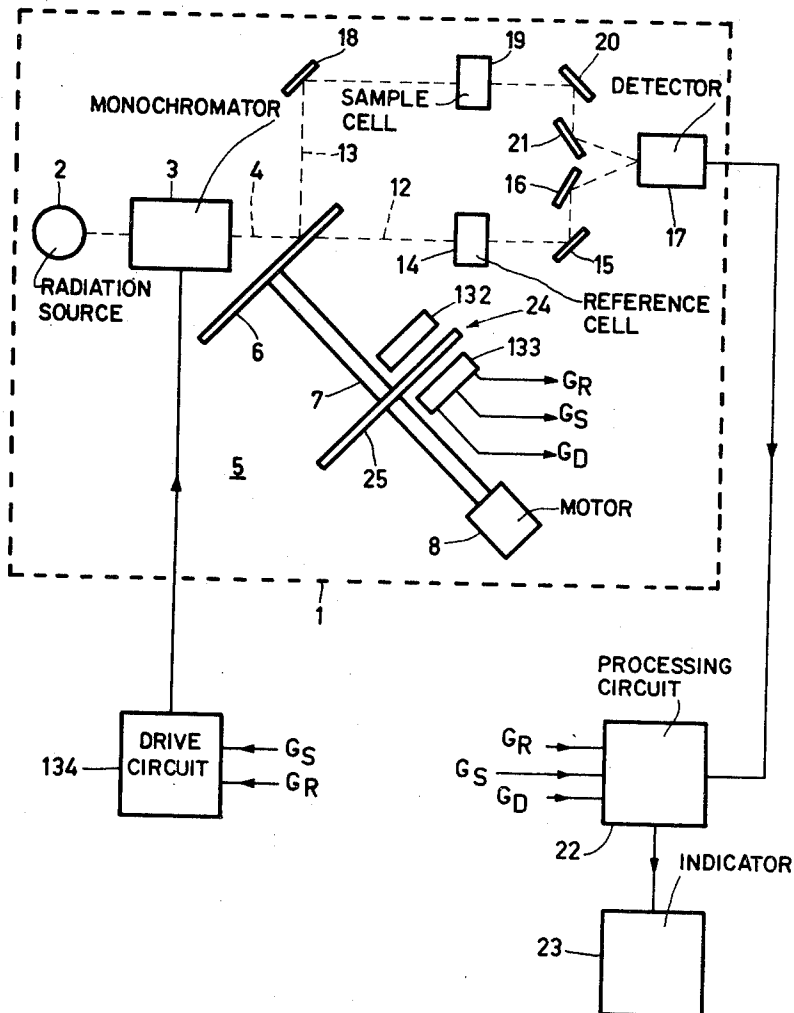 18
19
20
MONOCHROMATOR
SAMPLE
CELL
DETECTOR
2
3
4
13
12
21
16
17
RADIATION
SOURCE
14
15
132
24
REFERENCE
CELL
6
133
7
GR
GS
GD
5
25
MOTOR
8
1
PROCESSING
CIRCUIT
134
DRIVE
CIRCUIT
GS
GR
GR
GS
GD
22
INDICATOR
23